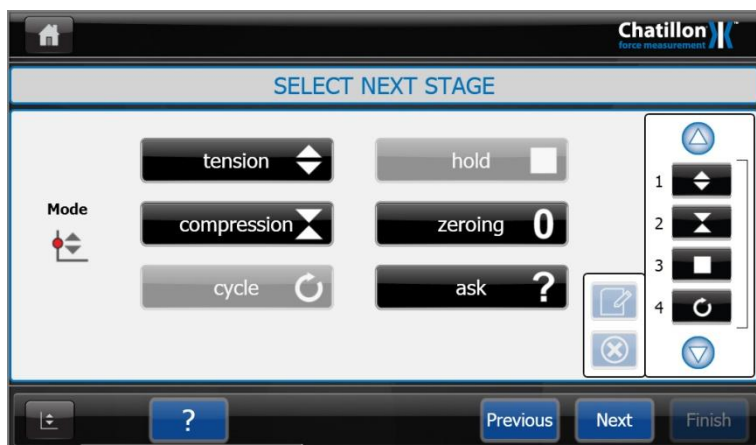 Chatillon™
force measurement
SELECT NEXT STAGE
Mode
tension
hold
compression
zeroing 0
cycle
ask ?
1
2
3
4
?
Previous
Next
Finish